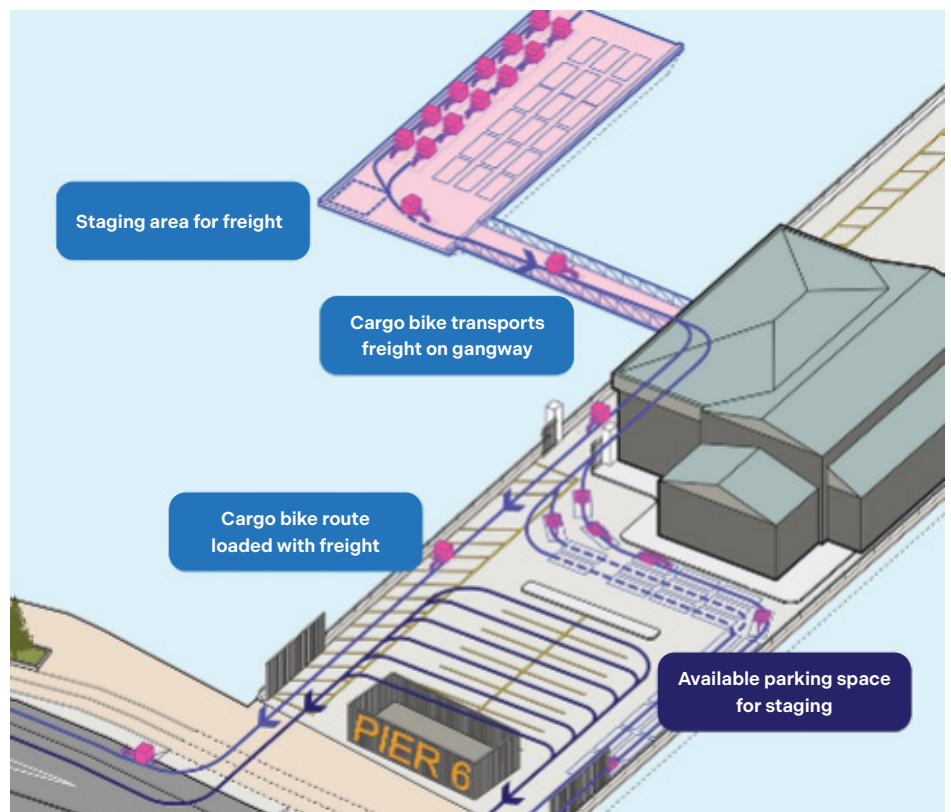 Staging area for freight
Cargo bike transports
freight on gangway
Cargo bike route
loaded with freight
Available parking space
for staging
PIER 6